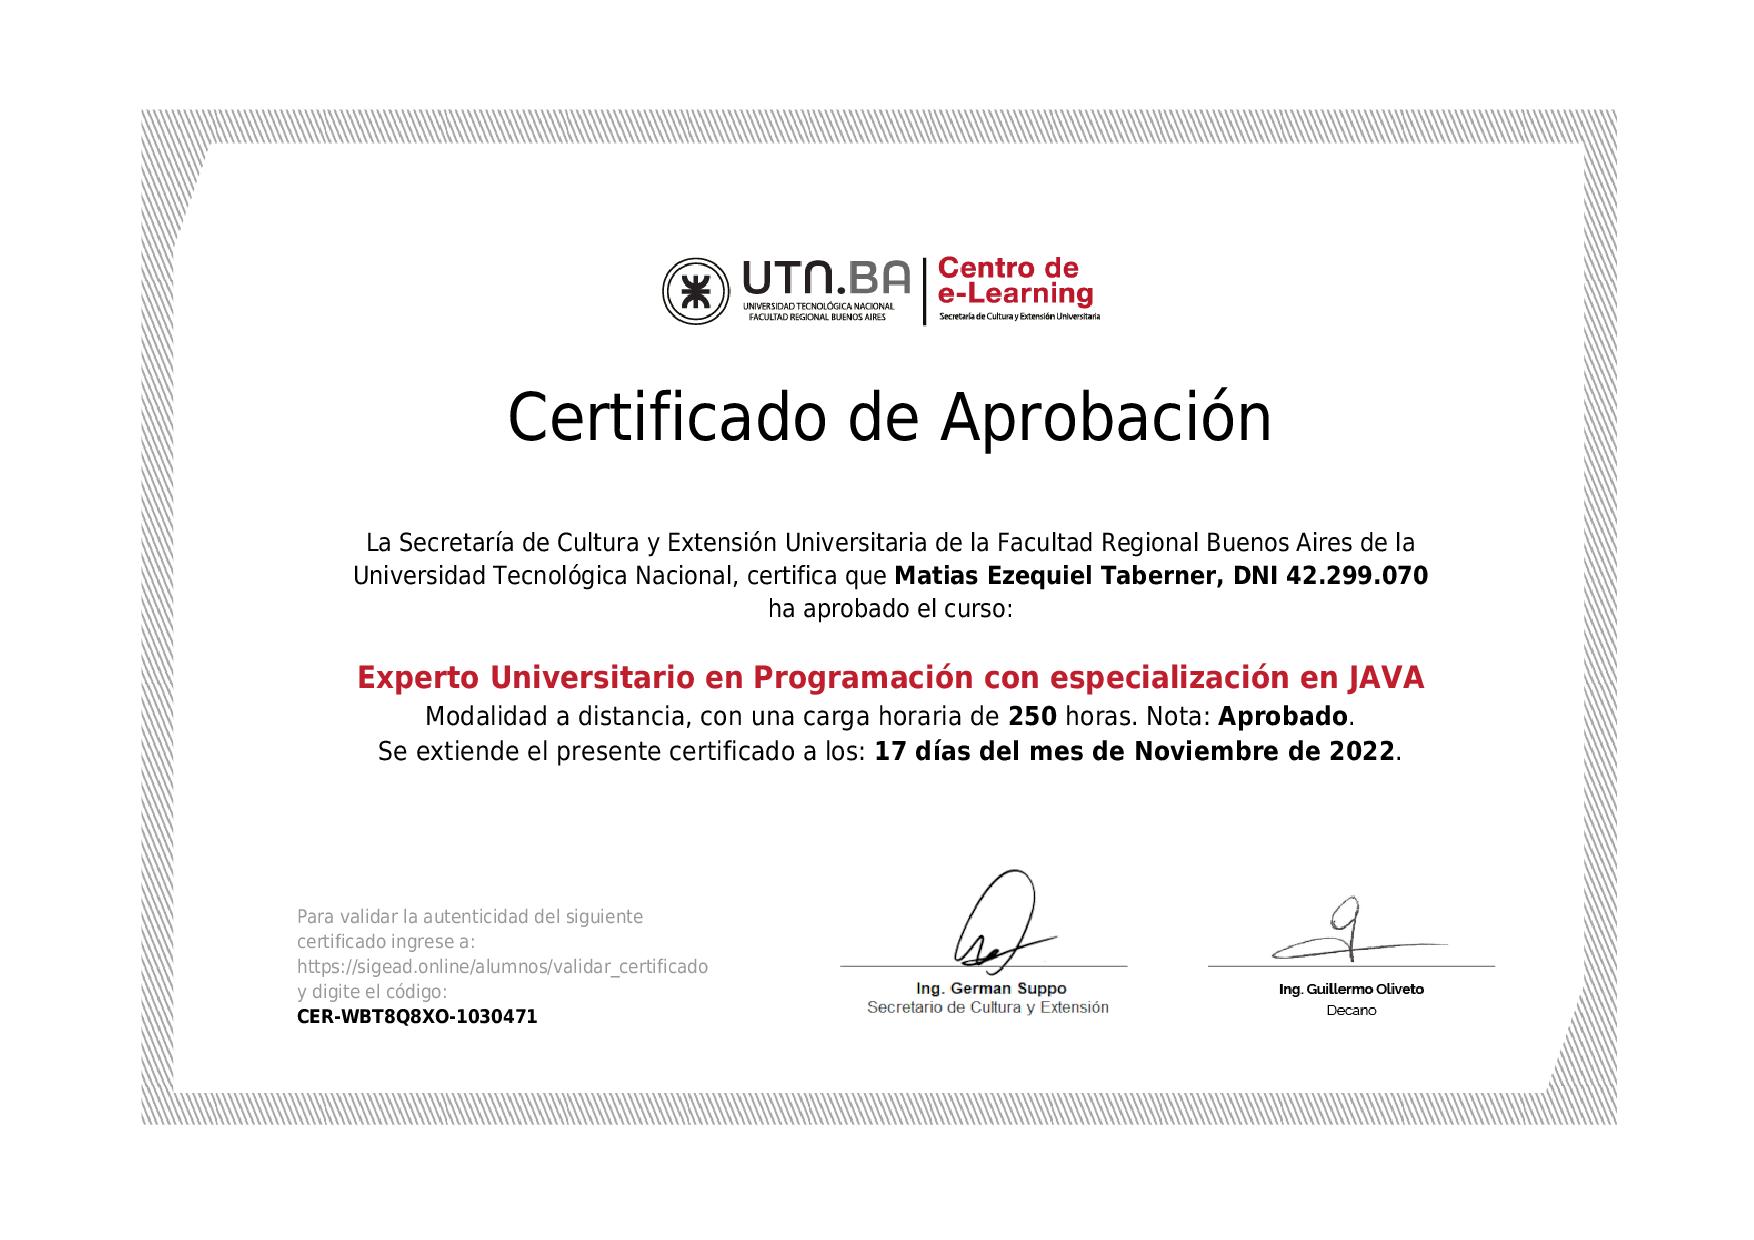 UTN.BA
UNIVERSIDAD TECNOLÓGICA NACIONAL
FACULTAD REGIONAL BUENOS AIRES
Centro de
e-Learning
Secretaría de Cultura y Extensión Universitaria
Certificado de Aprobación
La Secretaría de Cultura y Extensión Universitaria de la Facultad Regional Buenos Aires de la
Universidad Tecnológica Nacional, certifica que Matias Ezequiel Taberner, DNI 42.299.070
ha aprobado el curso:
Experto Universitario en Programación con especialización en JAVA
Modalidad a distancia, con una carga horaria de 250 horas. Nota: Aprobado.
Se extiende el presente certificado a los: 17 días del mes de Noviembre de 2022.
Para validar la autenticidad del siguiente
certificado ingrese a:
https://sigead.online/alumnos/validar_certificado
y digite el código:
CER-WBT8Q8XO-1030471
Ing. German Suppo
Secretario de Cultura y Extensión
Ing. Guillermo Oliveto
Decano